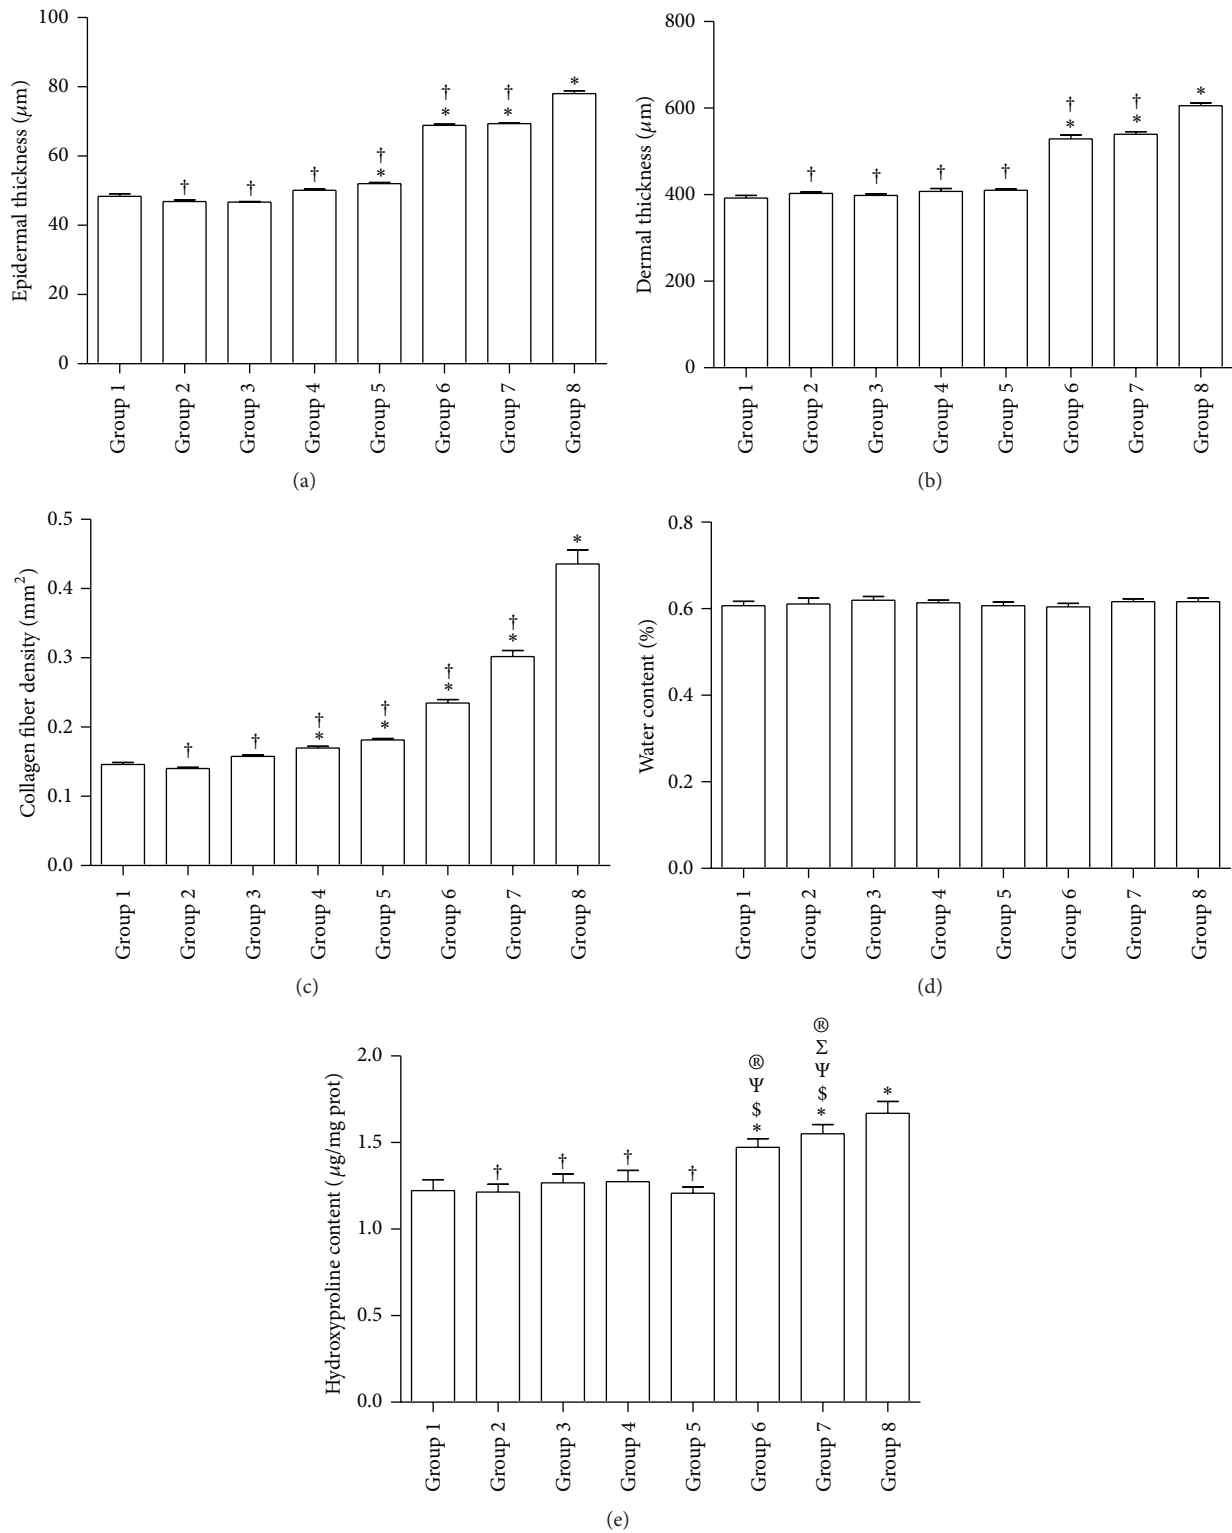 100
80
60
40
20
0
Epidermal thickness (μm)
†
†
†
†
*
†
*
†
*
*
Group 1
Group 2
Group 3
Group 4
Group 5
Group 6
Group 7
Group 8
(a)
800
600
400
200
0
Dermal thickness (μm)
†
†
†
†
†
*
†
*
*
Group 1
Group 2
Group 3
Group 4
Group 5
Group 6
Group 7
Group 8
(b)
0.5
0.4
0.3
0.2
0.1
0.0
Collagen fiber density (mm²)
†
†
†
*
†
*
†
*
†
*
*
Group 1
Group 2
Group 3
Group 4
Group 5
Group 6
Group 7
Group 8
(c)
0.8
0.6
0.4
0.2
0.0
Water content (%)
Group 1
Group 2
Group 3
Group 4
Group 5
Group 6
Group 7
Group 8
(d)
2.0
1.5
1.0
0.5
0.0
Hydroxyproline content (μg/mg prot)
†
†
†
†
®
Ψ
$
*
®
Σ
Ψ
$
*
*
Group 1
Group 2
Group 3
Group 4
Group 5
Group 6
Group 7
Group 8
(e)